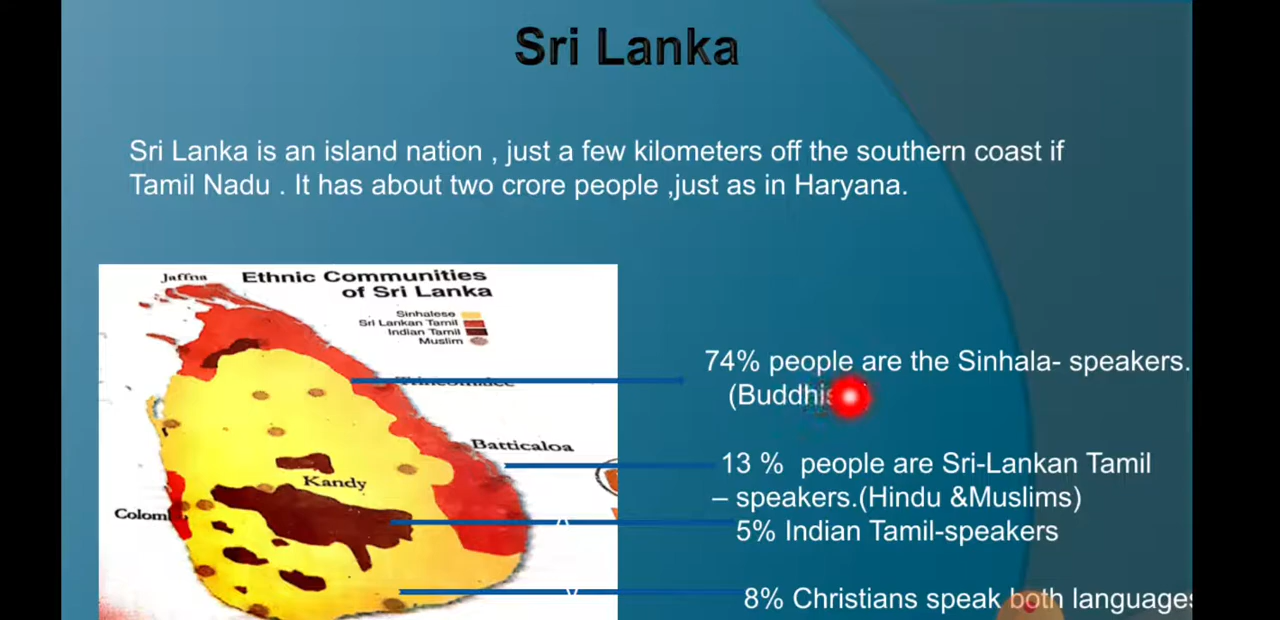 Sri Lanka
Sri Lanka is an island nation , just a few kilometers off the southern coast if
Tamil Nadu . It has about two crore people ,just as in Haryana.
Jaffna
Ethnic Communities
of Sri Lanka
Sinhalese
Sri Lankan Tamil
Indian Tamil
Muslim
Trincomalee
74% people are the Sinhala- speakers.
(Buddhis
Batticaloa
13 % people are Sri-Lankan Tamil
– speakers.(Hindu &Muslims)
Kandy
Colom
5% Indian Tamil-speakers
8% Christians speak both languages